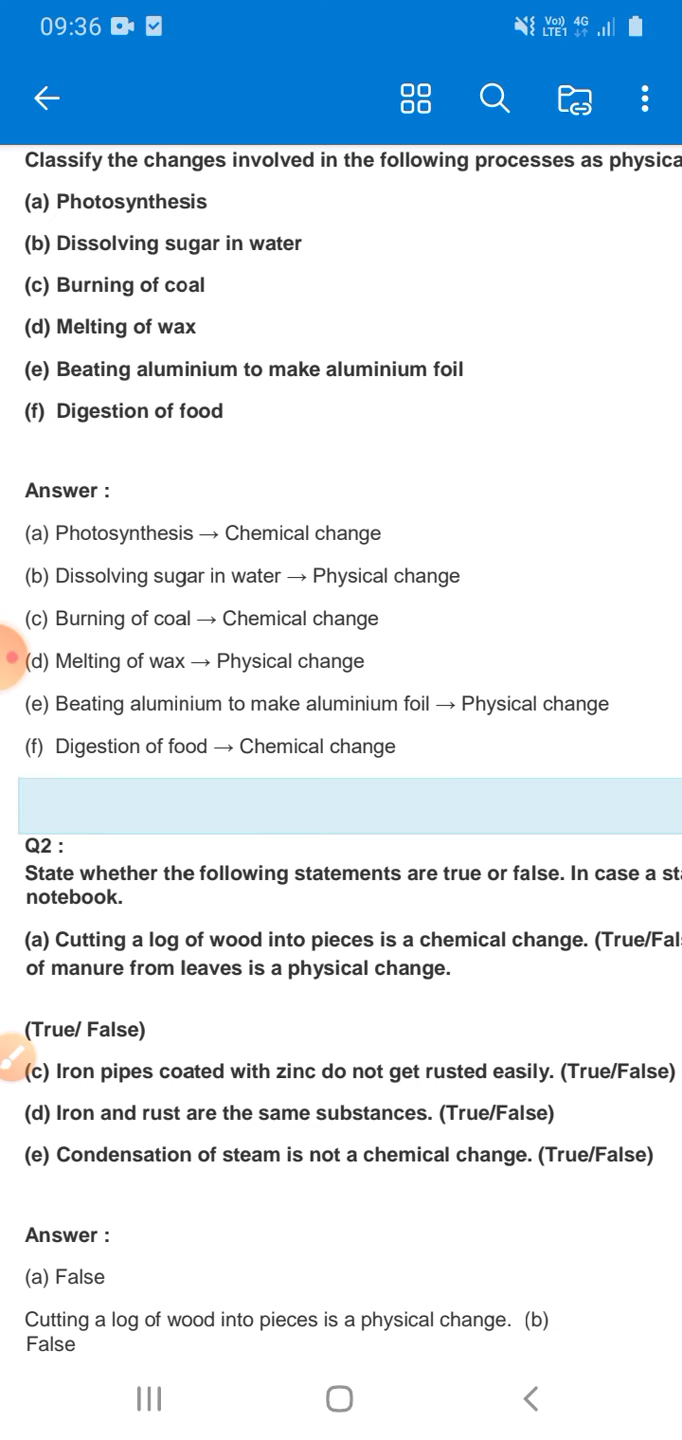 09:36
Vo)) 4G
LTE1
Classify the changes involved in the following processes as physica
(a) Photosynthesis
(b) Dissolving sugar in water
(c) Burning of coal
(d) Melting of wax
(e) Beating aluminium to make aluminium foil
(f) Digestion of food
Answer :
(a) Photosynthesis → Chemical change
(b) Dissolving sugar in water → Physical change
(c) Burning of coal → Chemical change
(d) Melting of wax → Physical change
(e) Beating aluminium to make aluminium foil → Physical change
(f) Digestion of food → Chemical change
Q2 :
State whether the following statements are true or false. In case a sta
notebook.
(a) Cutting a log of wood into pieces is a chemical change. (True/Fal
of manure from leaves is a physical change.
(True/ False)
(c) Iron pipes coated with zinc do not get rusted easily. (True/False)
(d) Iron and rust are the same substances. (True/False)
(e) Condensation of steam is not a chemical change. (True/False)
Answer :
(a) False
Cutting a log of wood into pieces is a physical change. (b)
False